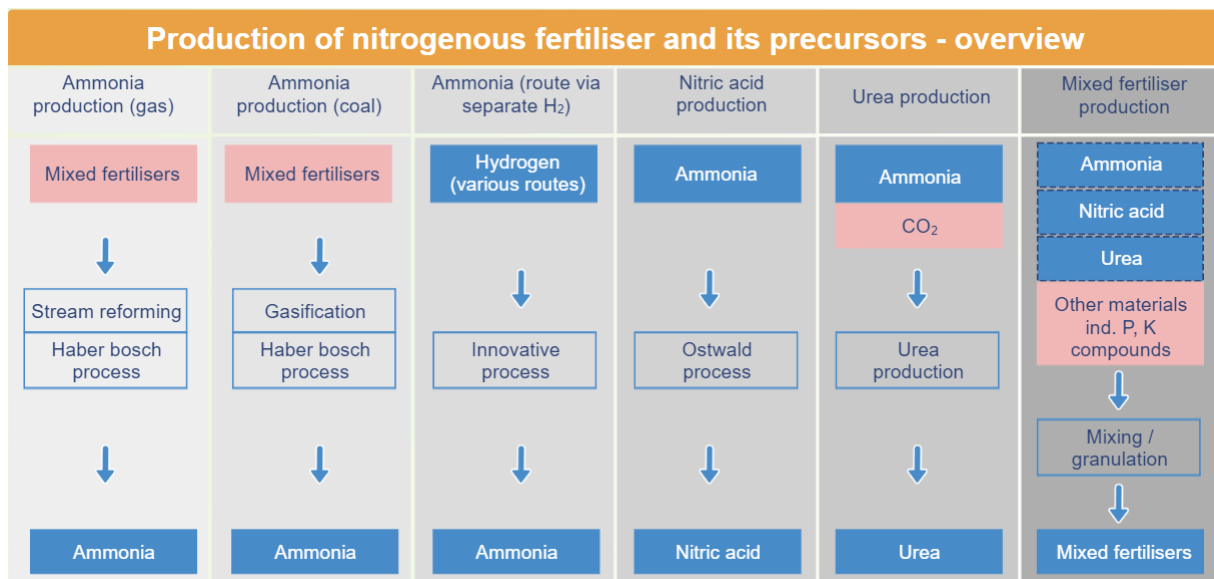 Production of nitrogenous fertiliser and its precursors - overview
Ammonia
production (gas)
Mixed fertilisers
Stream reforming
Haber bosch
process
Ammonia
Ammonia
production (coal)
Mixed fertilisers
Gasification
Haber bosch
process
Ammonia
Ammonia (route via
separate H₂)
Hydrogen
(various routes)
Innovative
process
Ammonia
Nitric acid
production
Ammonia
Ostwald
process
Nitric acid
Urea production
Ammonia
CO₂
Urea
production
Urea
Mixed fertiliser
production
Ammonia
Nitric acid
Urea
Other materials
ind. P, K
compounds
Mixing /
granulation
Mixed fertilisers